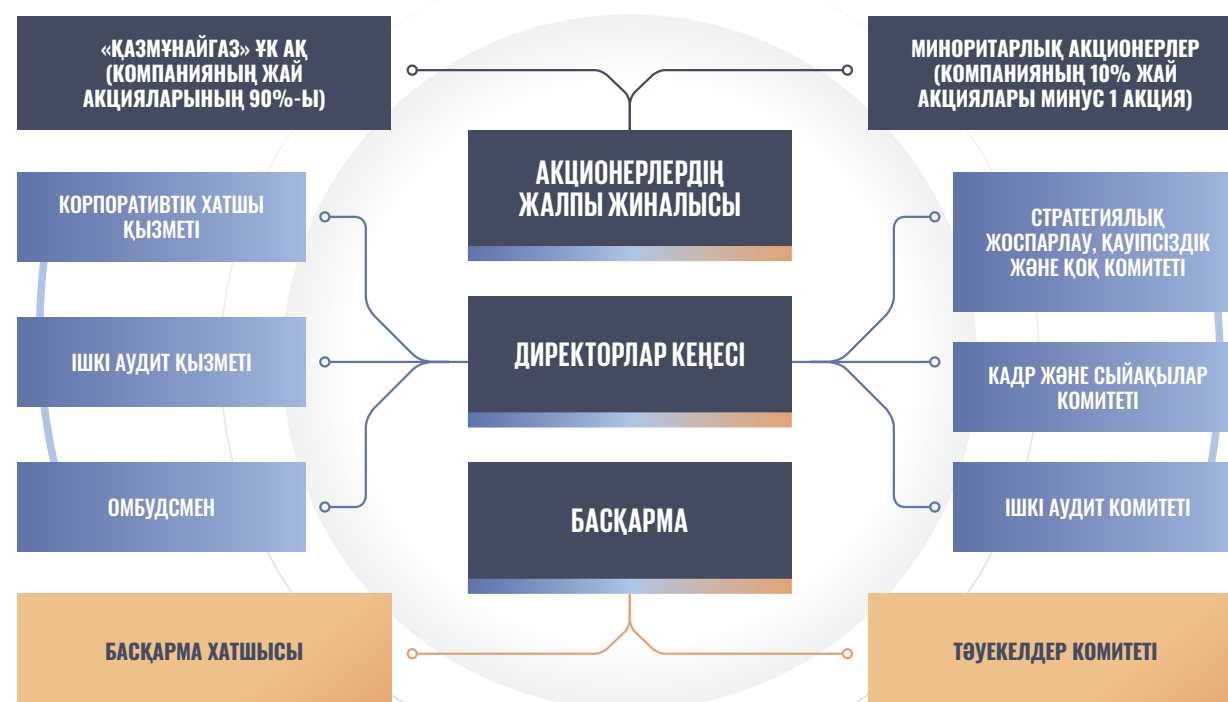 «ҚАЗМҰНАЙГАЗ» ҰК АҚ
(КОМПАНИЯНЫҢ ЖАЙ
АКЦИЯЛАРЫНЫҢ 90%-Ы)
МИНОРИТАРЛЫҚ АКЦИОНЕРЛЕР
(КОМПАНИЯНЫҢ 10% ЖАЙ
АКЦИЯЛАРЫ МИНУС 1 АКЦИЯ)
АКЦИОНЕРЛЕРДІҢ
ЖАЛПЫ ЖИНАЛЫСЫ
КОРПОРАТИВТІК ХАТШЫ
ҚЫЗМЕТІ
СТРАТЕГИЯЛЫҚ
ЖОСПАРЛАУ, ҚАУІПСІЗДІК
ЖӘНЕ ҚОҚ КОМИТЕТІ
ІШКІ АУДИТ ҚЫЗМЕТІ
ДИРЕКТОРЛАР КЕҢЕСІ
КАДР ЖӘНЕ СЫЙАҚЫЛАР
КОМИТЕТІ
ОМБУДСМЕН
БАСҚАРМА
ІШКІ АУДИТ КОМИТЕТІ
БАСҚАРМА ХАТШЫСЫ
ТӘУЕКЕЛДЕР КОМИТЕТІ